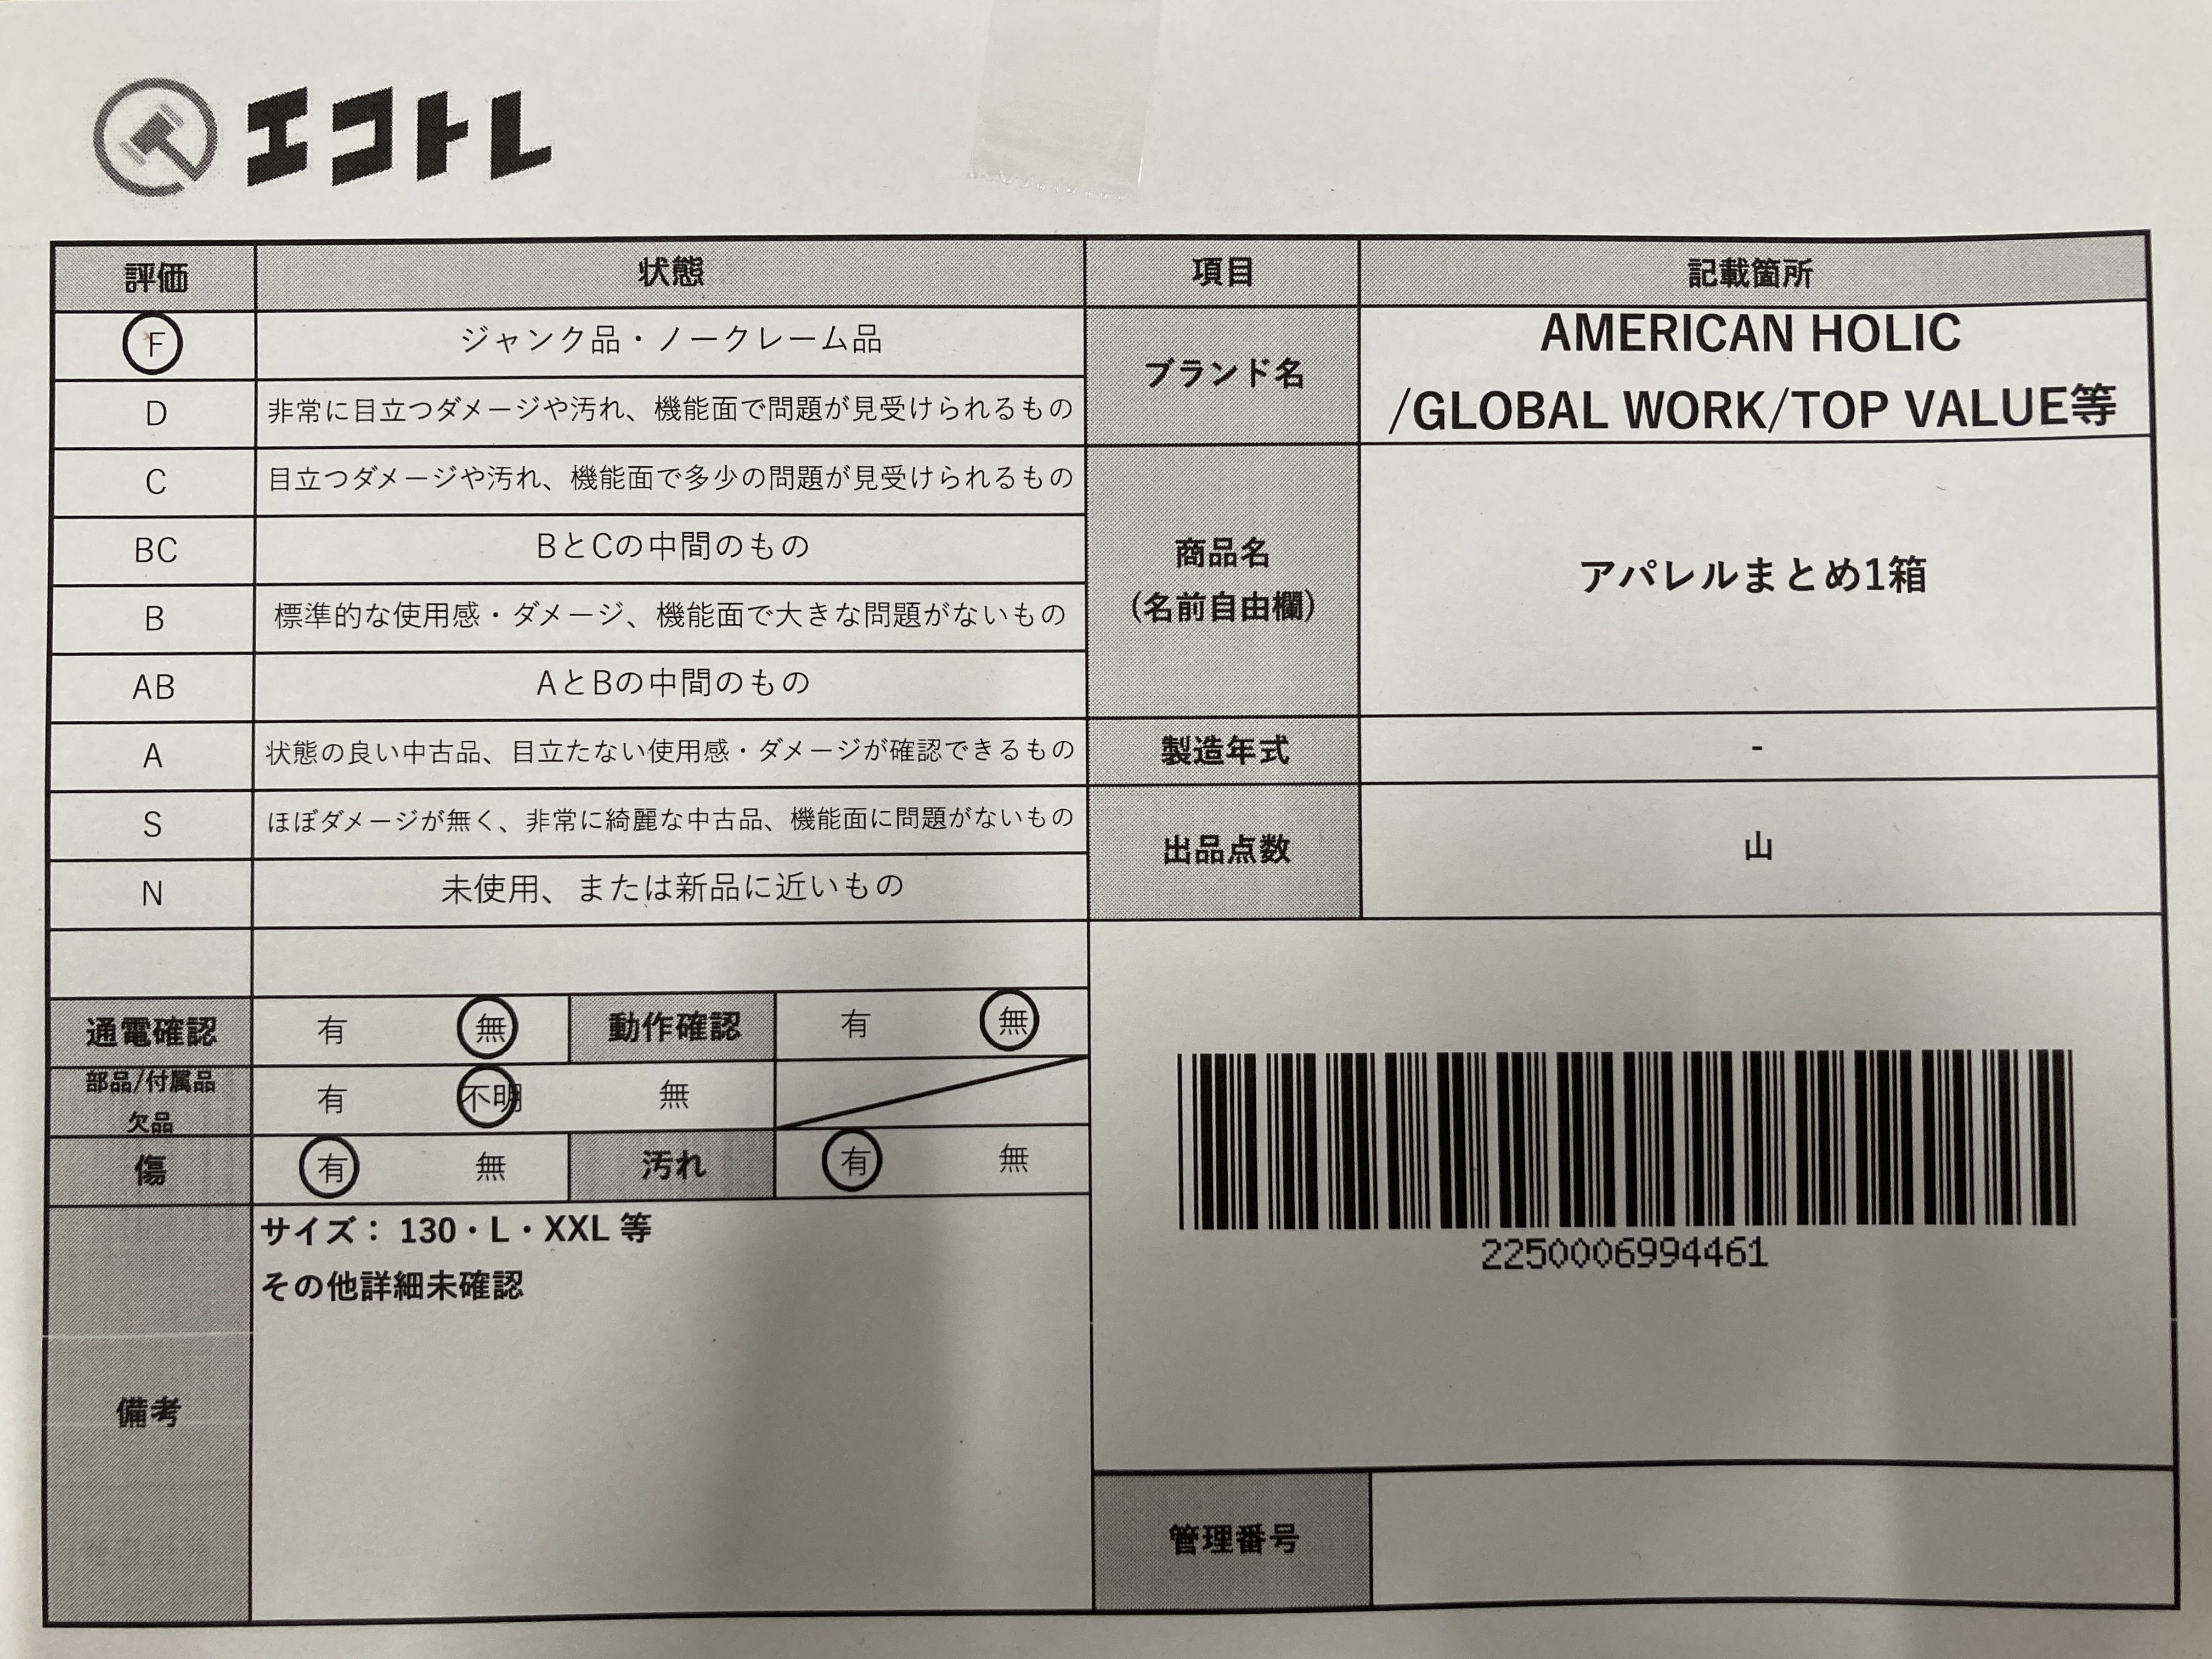 エコトレ
評価 状態 項目 記載箇所
F ジャンク品・ノークレーム品
D 非常に目立つダメージや汚れ、機能面で問題が見受けられるもの
ブランド名
AMERICAN HOLIC
/GLOBAL WORK/TOP VALUE等
C 目立つダメージや汚れ、機能面で多少の問題が見受けられるもの
BC BとCの中間のもの
B 標準的な使用感・ダメージ、機能面で大きな問題がないもの
AB AとBの中間のもの
商品名
(名前自由欄)
アパレルまとめ1箱
A 状態の良い中古品、目立たない使用感・ダメージが確認できるもの
製造年式 -
S ほぼダメージが無く、非常に綺麗な中古品、機能面に問題がないもの
N 未使用、または新品に近いもの
出品点数 山
通電確認 有 無 動作確認 有 無
部品/付属品
欠品
有 不明 無
傷 有 無 汚れ 有 無
備考
サイズ： 130・L・XXL 等
その他詳細未確認
2250006994461
管理番号